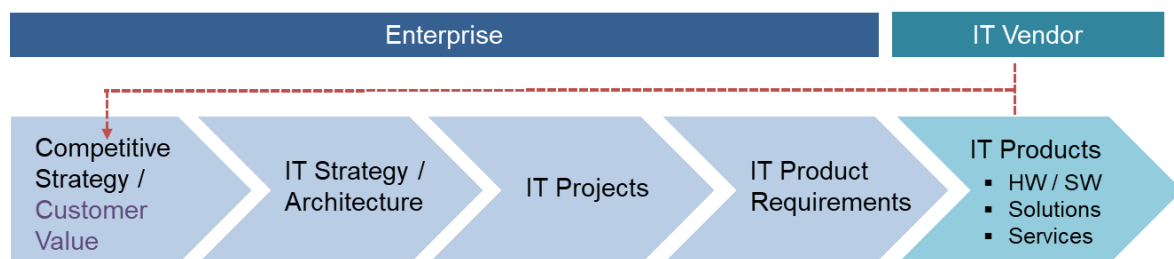 Enterprise
IT Vendor
Competitive
Strategy /
Customer
Value
IT Strategy /
Architecture
IT Projects
IT Product
Requirements
IT Products
▪ HW / SW
▪ Solutions
▪ Services